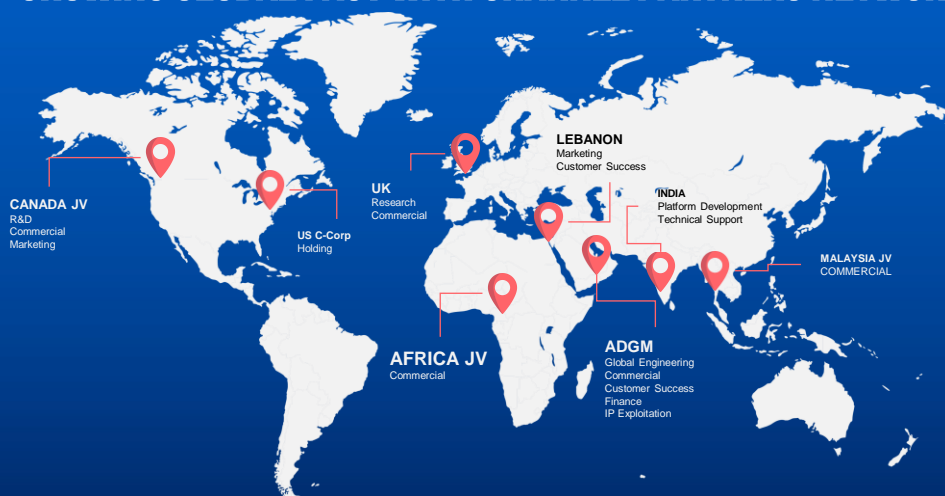 LEBANON
Marketing
Customer Success
UK
Research
Commercial
INDIA
Platform Development
Technical Support
CANADA JV
R&D
Commercial
Marketing
US C-Corp
Holding
MALAYSIA JV
COMMERCIAL
AFRICA JV
Commercial
ADGM
Global Engineering
Commercial
Customer Success
Finance
IP Exploitation